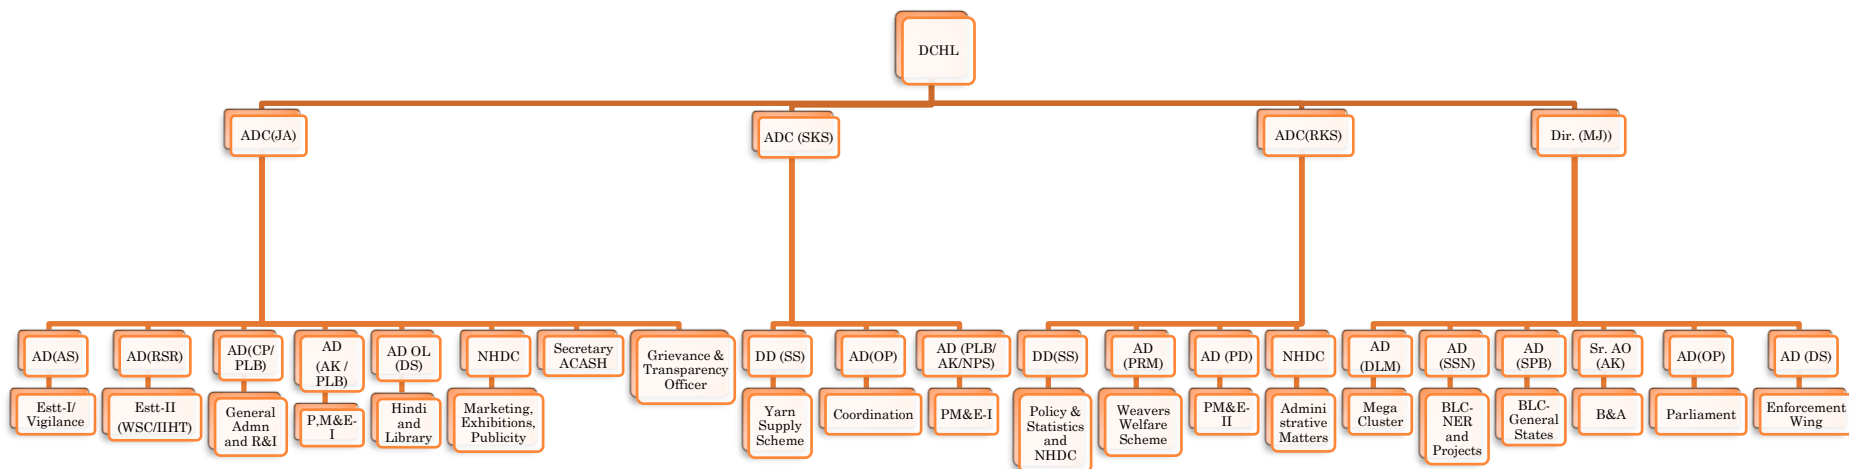 DCHL
ADC(JA)
ADC (SKS)
ADC(RKS)
Dir. (MJ))
AD(AS)
AD(RSR)
AD(CP/
PLB)
AD
(AK /
PLB)
AD OL
(DS)
NHDC
Secretary
ACASH
Grievance &
Transparency
Officer
DD (SS)
AD(OP)
AD (PLB/
AK/NPS)
DD(SS)
AD
(PRM)
AD (PD)
NHDC
AD
(DLM)
AD
(SSN)
AD
(SPB)
Sr. AO
(AK)
AD(OP)
AD (DS)
Estt-I/
Vigilance
Estt-II
(WSC/IIHT)
General
Admn
and R&I
P,M&E-
I
Hindi
and
Library
Marketing,
Exhibitions,
Publicity
Yarn
Supply
Scheme
Coordination
PM&E-I
Policy &
Statistics
and
NHDC
Weavers
Welfare
Scheme
PM&E-
II
Admini
strative
Matters
Mega
Cluster
BLC-
NER
and
Projects
BLC-
General
States
B&A
Parliament
Enforcement
Wing